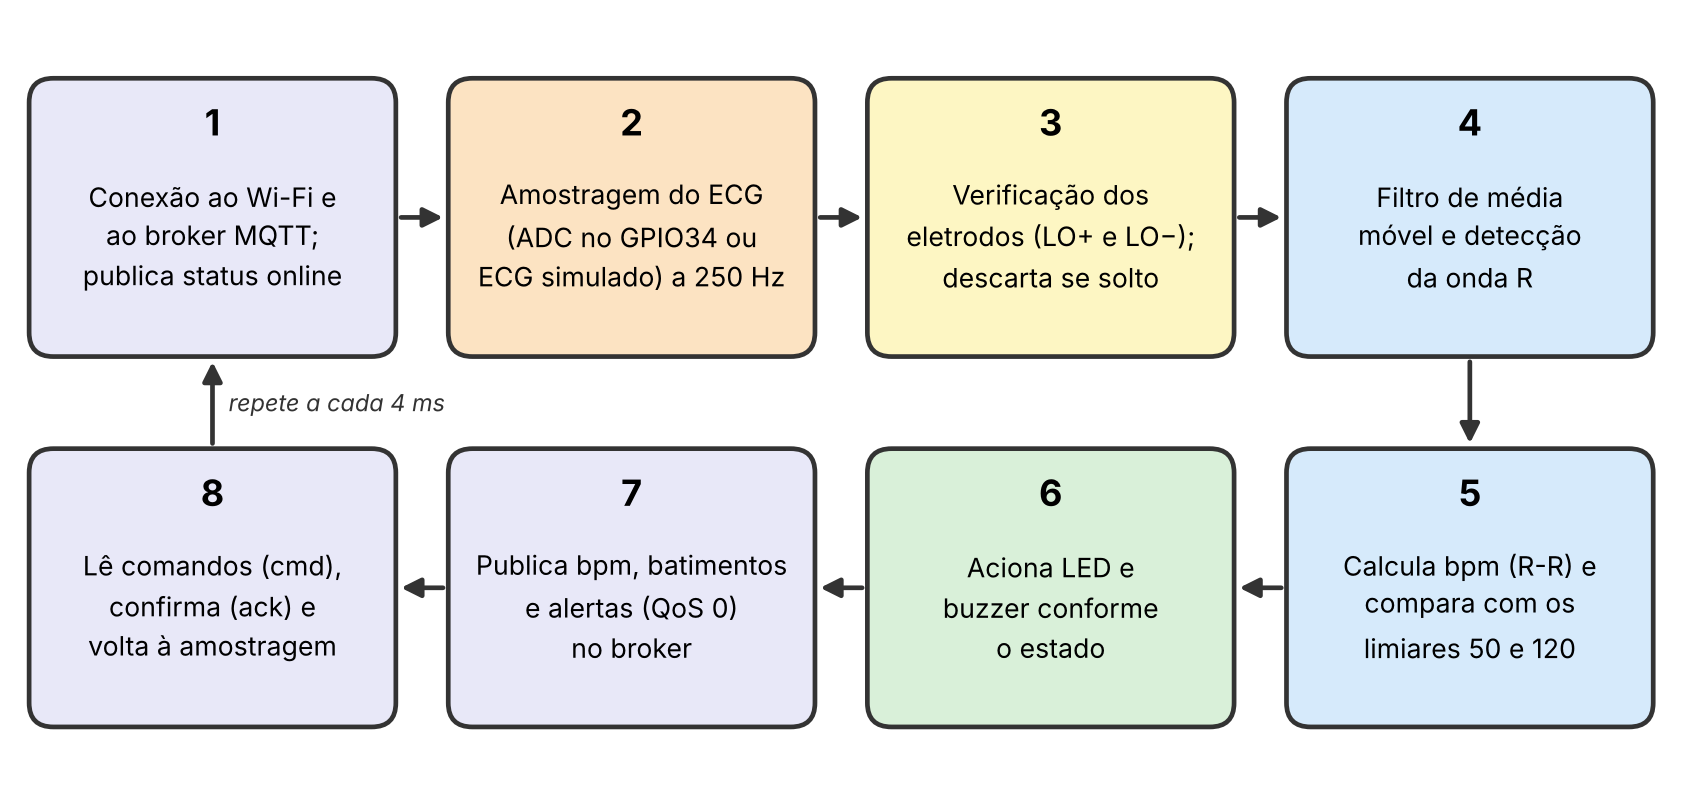 1
Conexão ao Wi-Fi e
ao broker MQTT;
publica status online
2
Amostragem do ECG
(ADC no GPIO34 ou
ECG simulado) a 250 Hz
3
Verificação dos
eletrodos (LO+ e LO−);
descarta se solto
4
Filtro de média
móvel e detecção
da onda R
repete a cada 4 ms
5
Calcula bpm (R-R) e
compara com os
limiares 50 e 120
6
Aciona LED e
buzzer conforme
o estado
7
Publica bpm, batimentos
e alertas (QoS 0)
no broker
8
Lê comandos (cmd),
confirma (ack) e
volta à amostragem